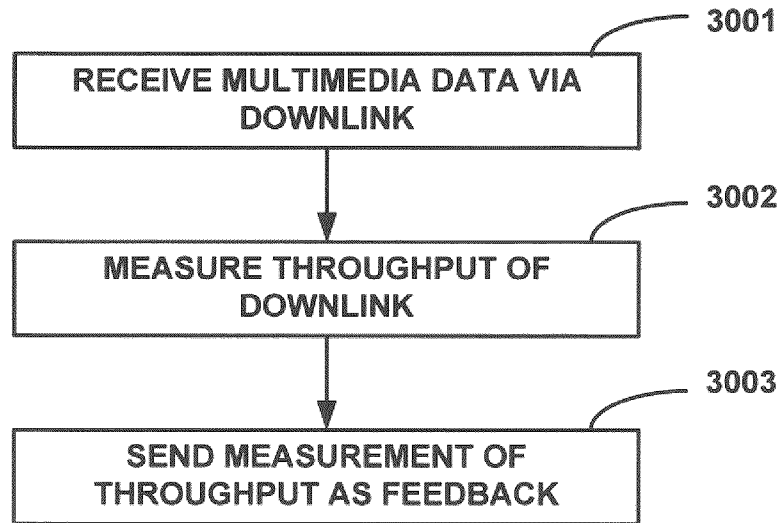 3001
RECEIVE MULTIMEDIA DATA VIA
DOWNLINK
3002
MEASURE THROUGHPUT OF
DOWNLINK
3003
SEND MEASUREMENT OF
THROUGHPUT AS FEEDBACK